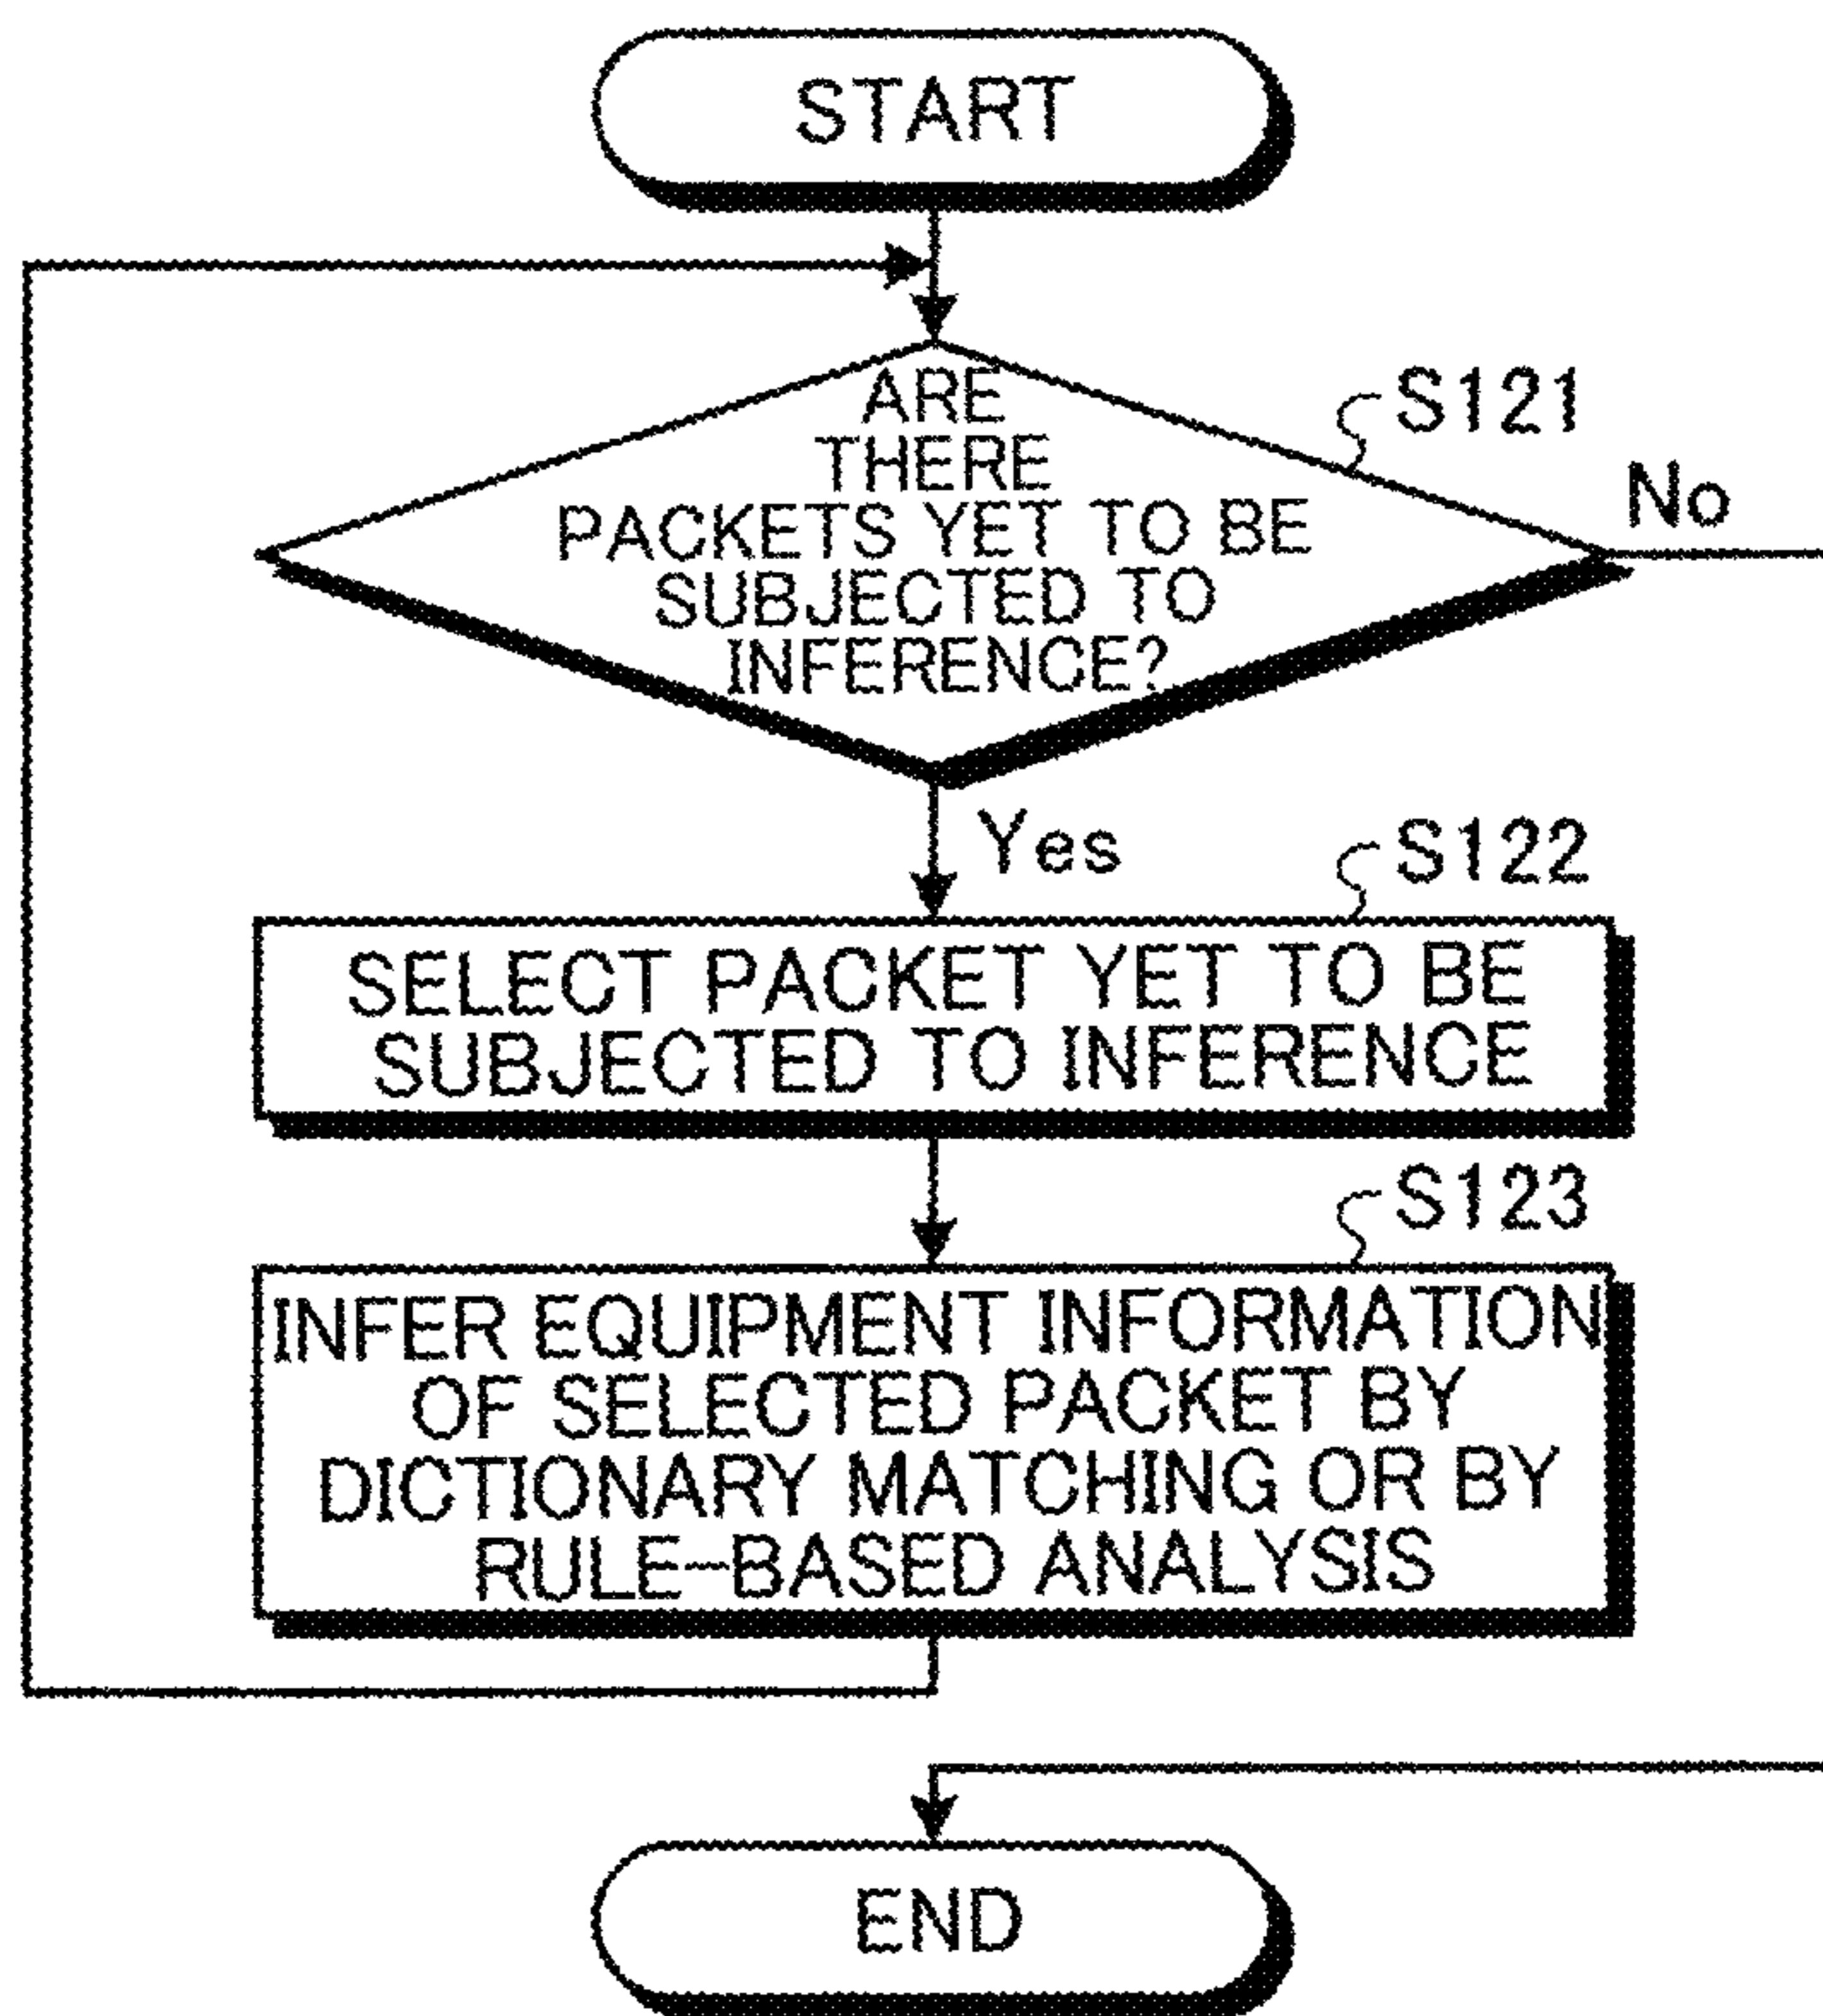 START
ARE
THERE
PACKETS YET TO BE
SUBJECTED TO
INFERENCE?
S121
No
Yes
S122
SELECT PACKET YET TO BE
SUBJECTED TO INFERENCE
S123
INFER EQUIPMENT INFORMATION
OF SELECTED PACKET BY
DICTIONARY MATCHING OR BY
RULE-BASED ANALYSIS
END